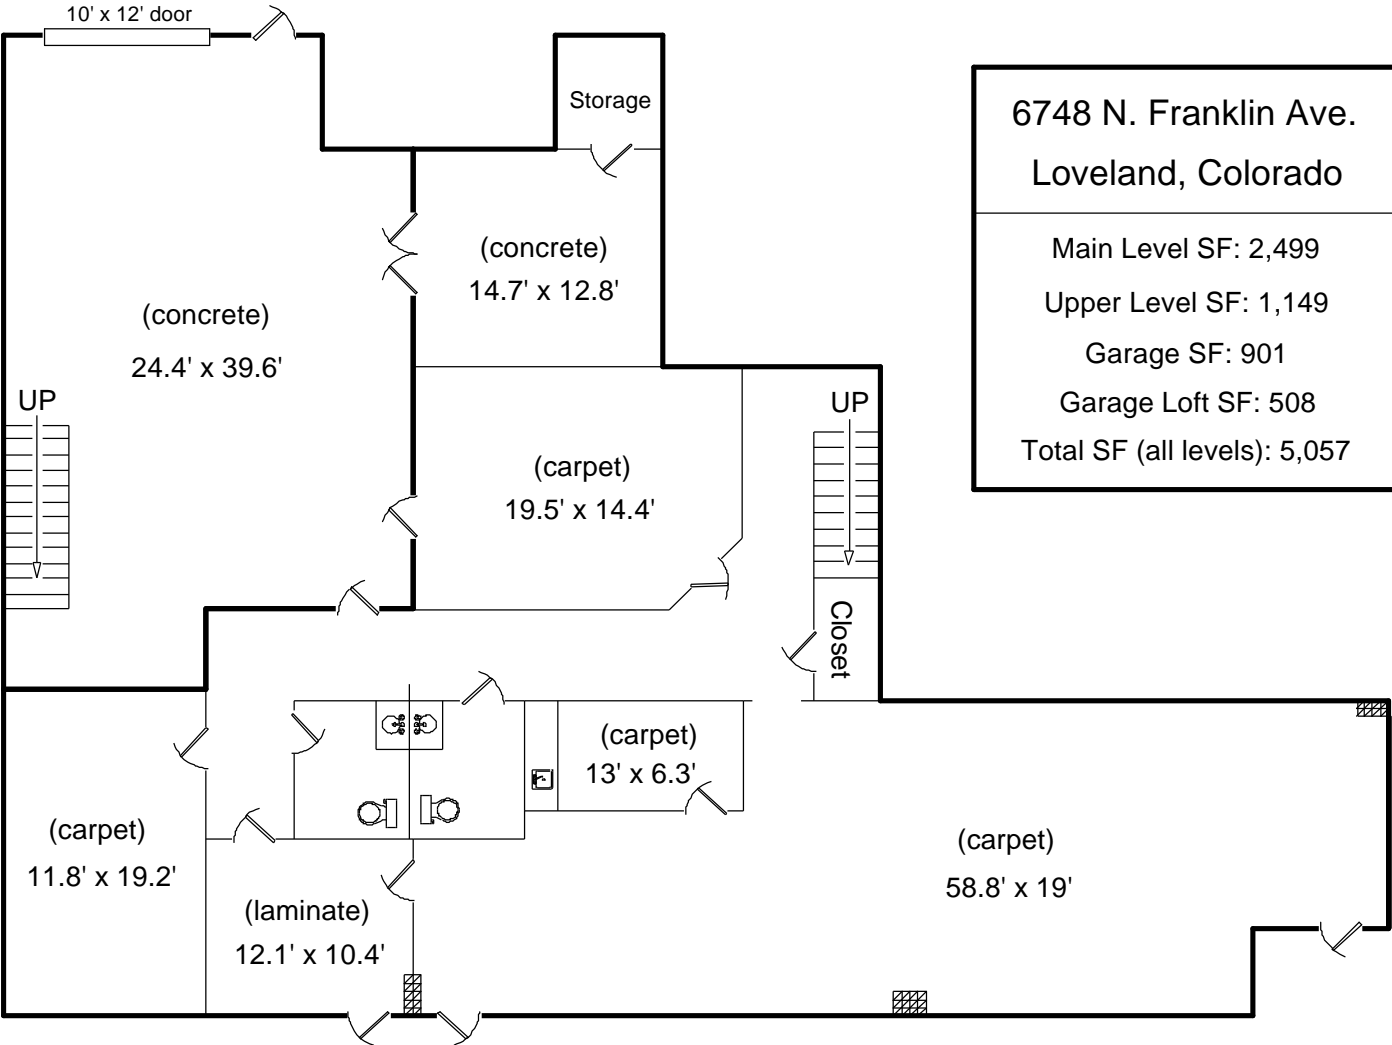 10' x 12' door
Storage
6748 N. Franklin Ave.
Loveland, Colorado
Main Level SF: 2,499
Upper Level SF: 1,149
Garage SF: 901
Garage Loft SF: 508
Total SF (all levels): 5,057
(concrete)
14.7' x 12.8'
(concrete)
24.4' x 39.6'
UP
UP
(carpet)
19.5' x 14.4'
Closet
(carpet)
13' x 6.3'
(carpet)
11.8' x 19.2'
(carpet)
58.8' x 19'
(laminate)
12.1' x 10.4'